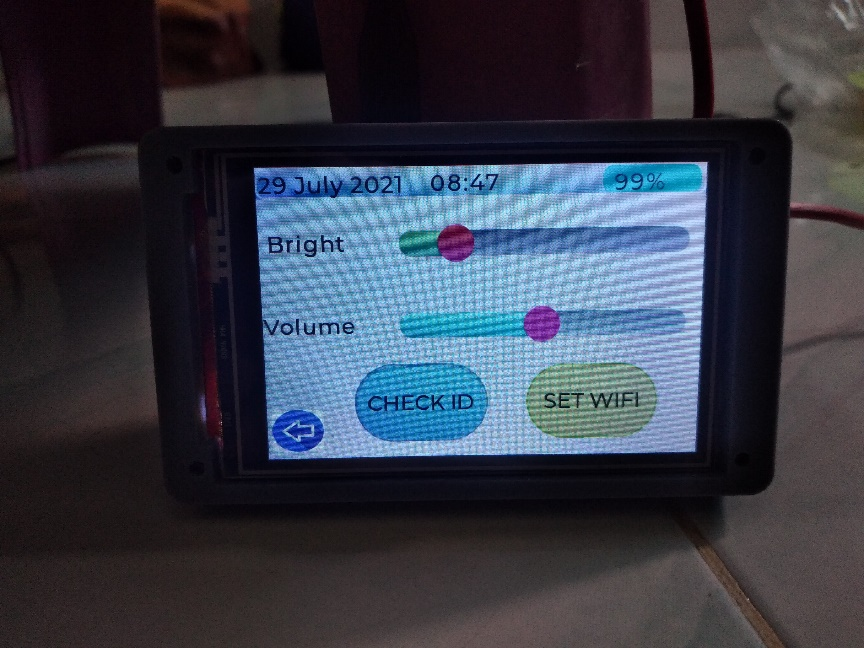 29 July 2021 08:47 99%
Bright
Volume
CHECK ID SET WIFI